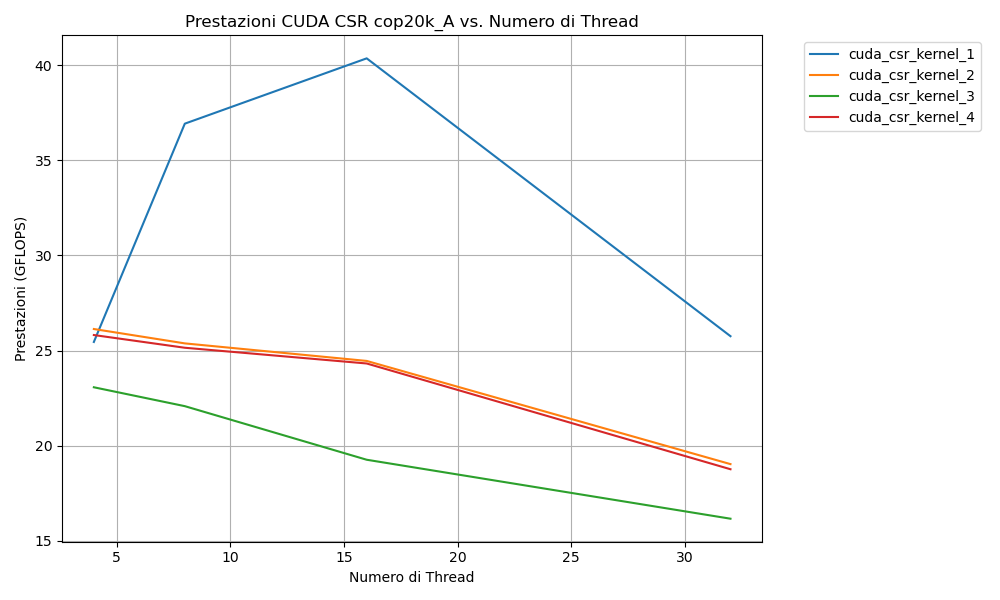 Prestazioni CUDA CSR cop20k_A vs. Numero di Thread
cuda_csr_kernel_1
cuda_csr_kernel_2
cuda_csr_kernel_3
cuda_csr_kernel_4
Prestazioni (GFLOPS)
40
35
30
25
20
15
5 10 15 20 25 30
Numero di Thread